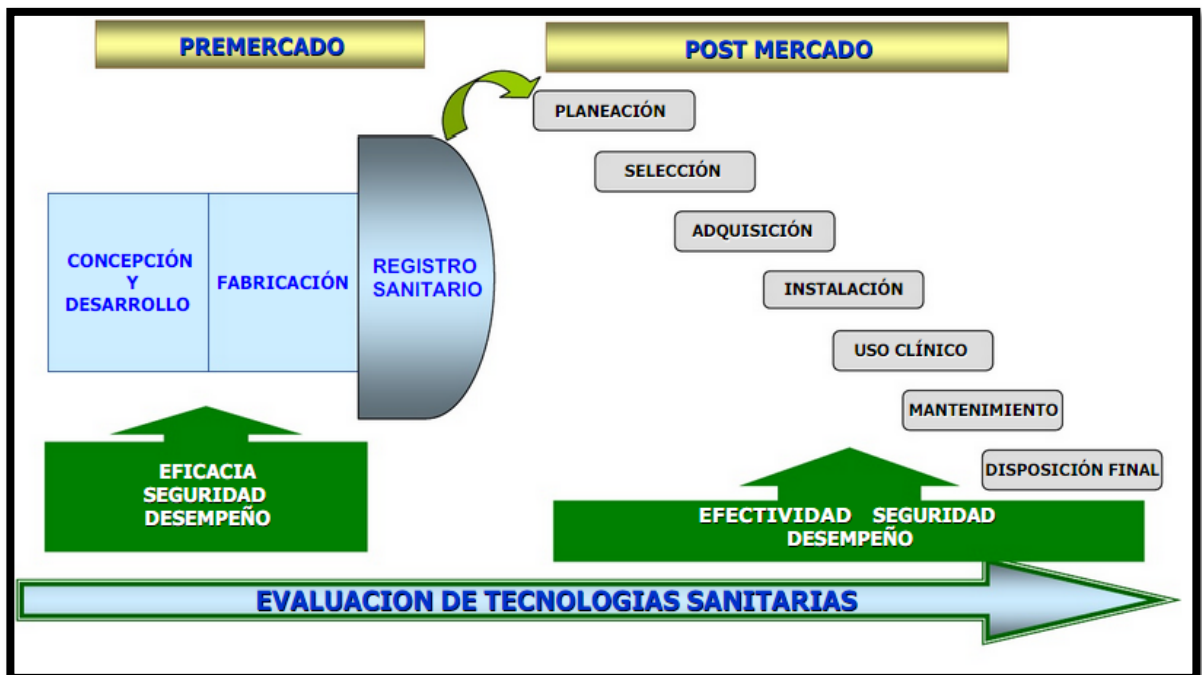 PREMERCADO
POST MERCADO
PLANEACIÓN
SELECCIÓN
ADQUISICIÓN
INSTALACIÓN
USO CLÍNICO
MANTENIMIENTO
DISPOSICIÓN FINAL
CONCEPCIÓN
Y
DESARROLLO
FABRICACIÓN
REGISTRO
SANITARIO
EFICACIA
SEGURIDAD
DESEMPEÑO
EFECTIVIDAD SEGURIDAD
DESEMPEÑO
EVALUACION DE TECNOLOGIAS SANITARIAS